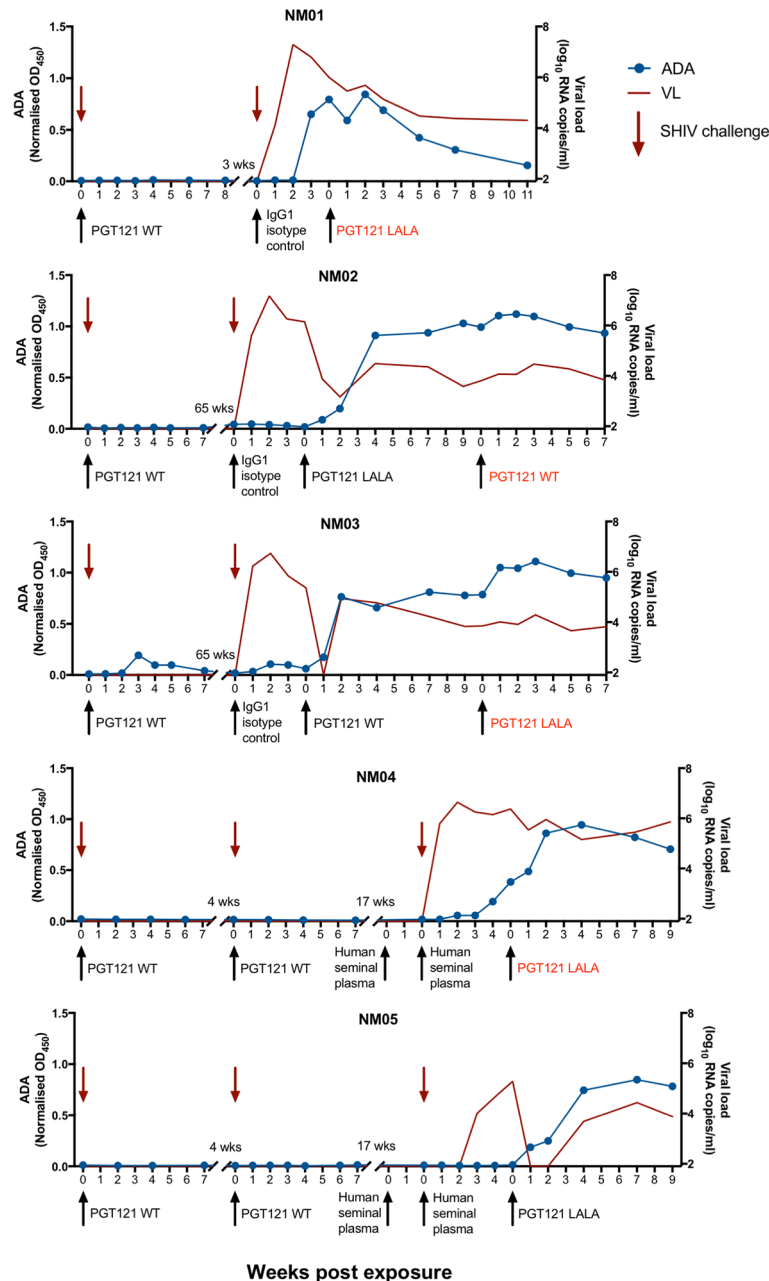 NM01
ADA
(Normalised OD450)
1.5
1.0
0.5
0.0
8
6
4
2
Viral load
(log10 RNA copies/ml)
3 wks
0 1 2 3 4 5 6 7 8 0 1 2 3 0 1 2 3 4 5 6 7 8 9 10 11
PGT121 WT
IgG1
isotype
control
PGT121 LALA
ADA
VL
SHIV challenge
NM02
ADA
(Normalised OD450)
1.5
1.0
0.5
0.0
8
6
4
2
Viral load
(log10 RNA copies/ml)
65 wks
0 1 2 3 4 5 6 7 0 1 2 3 0 1 2 3 4 5 6 7 8 9 0 1 2 3 4 5 6 7
PGT121 WT
IgG1
isotype
control
PGT121 LALA
PGT121 WT
NM03
ADA
(Normalised OD450)
1.5
1.0
0.5
0.0
8
6
4
2
Viral load
(log10 RNA copies/ml)
65 wks
0 1 2 3 4 5 6 7 0 1 2 3 0 1 2 3 4 5 6 7 8 9 0 1 2 3 4 5 6 7
PGT121 WT
IgG1
isotype
control
PGT121 WT
PGT121 LALA
NM04
ADA
(Normalised OD450)
1.5
1.0
0.5
0.0
8
6
4
2
Viral load
(log10 RNA copies/ml)
4 wks
17 wks
0 1 2 3 4 5 6 7 0 1 2 3 4 5 6 7 0 1 0 1 2 3 4 0 1 2 3 4 5 6 7 8 9
PGT121 WT
PGT121 WT
Human
seminal
plasma
Human
seminal
plasma
PGT121 LALA
NM05
ADA
(Normalised OD450)
1.5
1.0
0.5
0.0
8
6
4
2
Viral load
(log10 RNA copies/ml)
4 wks
17 wks
0 1 2 3 4 5 6 7 0 1 2 3 4 5 6 7 0 1 0 1 2 3 4 0 1 2 3 4 5 6 7 8 9
PGT121 WT
PGT121 WT
Human
seminal
plasma
Human
seminal
plasma
PGT121 LALA
Weeks post exposure